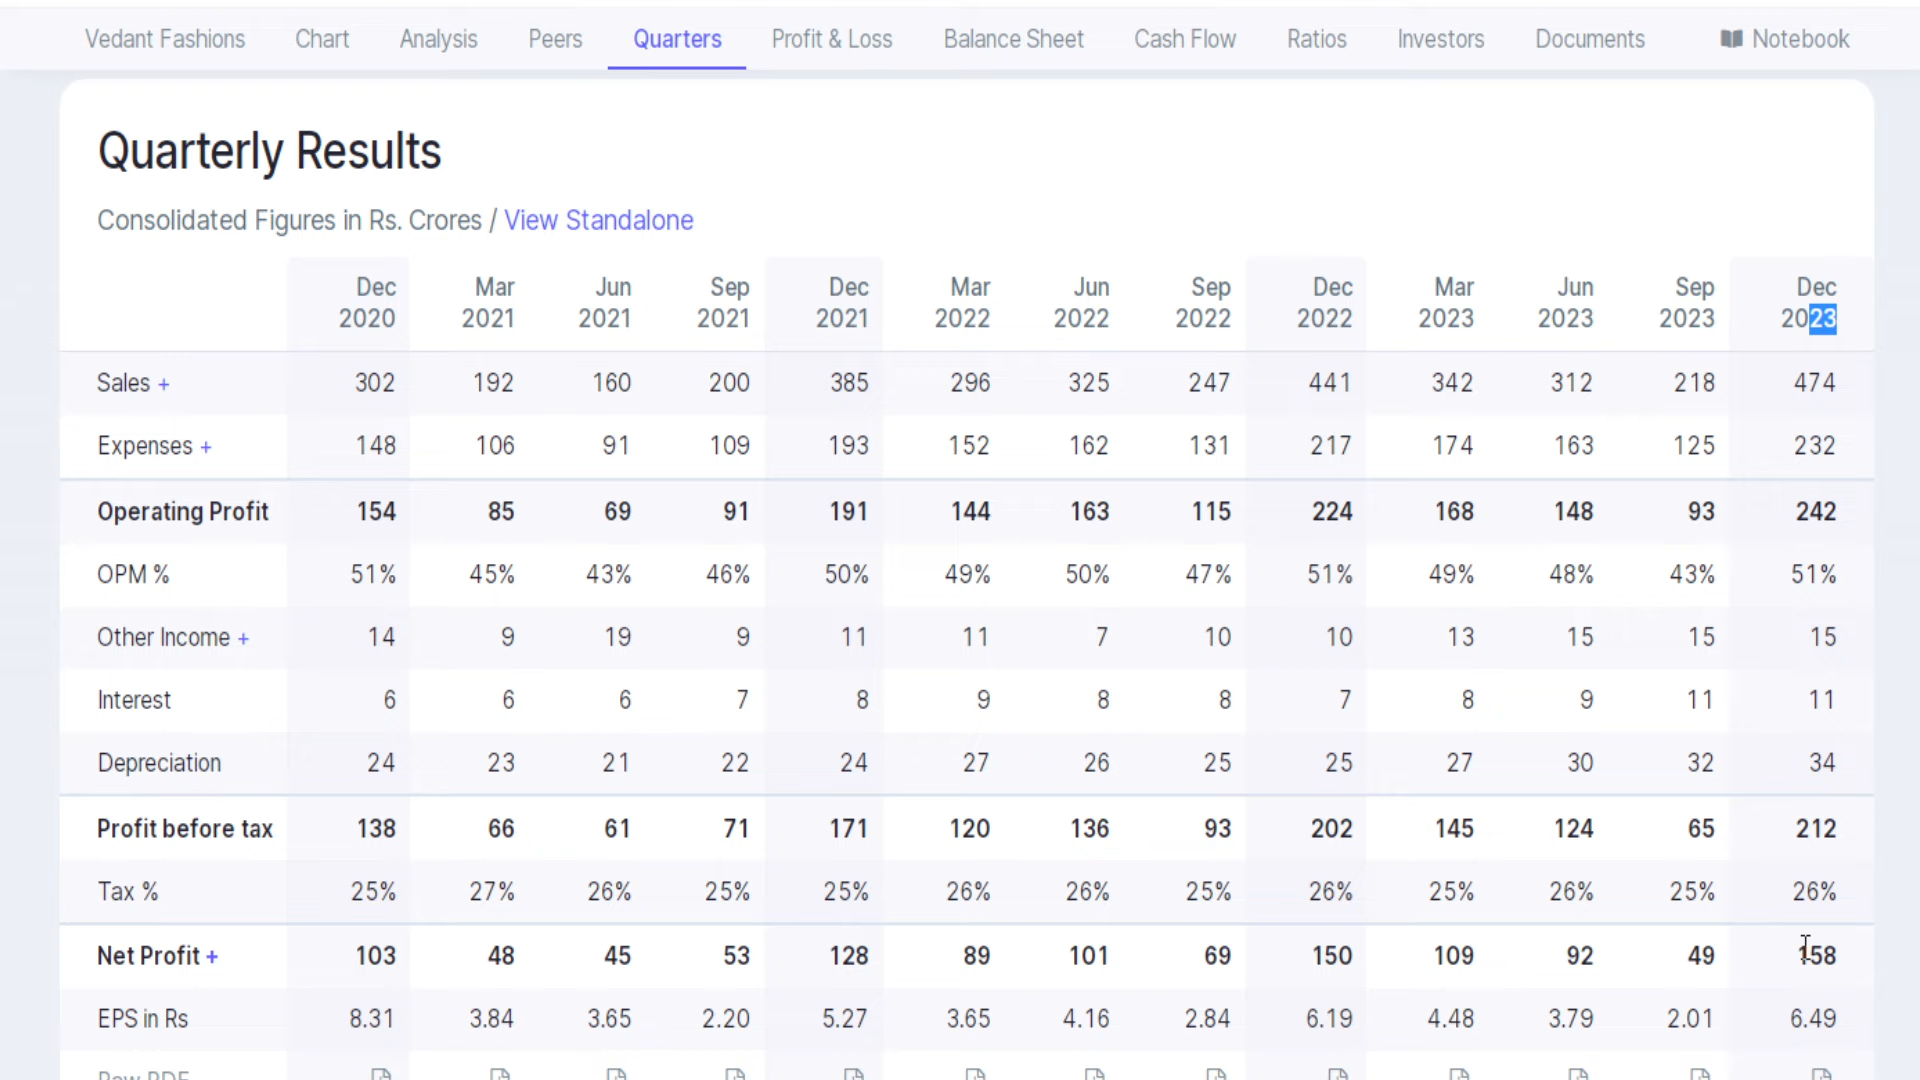 Vedant Fashions Chart Analysis Peers Quarters Profit & Loss Balance Sheet Cash Flow Ratios Investors Documents Notebook
Quarterly Results
Consolidated Figures in Rs. Crores / View Standalone
Dec Mar Jun Sep Dec Mar Jun Sep Dec Mar Jun Sep Dec
2020 2021 2021 2021 2021 2022 2022 2022 2022 2023 2023 2023 2023
Sales + 302 192 160 200 385 296 325 247 441 342 312 218 474
Expenses + 148 106 91 109 193 152 162 131 217 174 163 125 232
Operating Profit 154 85 69 91 191 144 163 115 224 168 148 93 242
OPM % 51% 45% 43% 46% 50% 49% 50% 47% 51% 49% 48% 43% 51%
Other Income + 14 9 19 9 11 11 7 10 10 13 15 15 15
Interest 6 6 6 7 8 9 8 8 7 8 9 11 11
Depreciation 24 23 21 22 24 27 26 25 25 27 30 32 34
Profit before tax 138 66 61 71 171 120 136 93 202 145 124 65 212
Tax % 25% 27% 26% 25% 25% 26% 26% 25% 26% 25% 26% 25% 26%
Net Profit + 103 48 45 53 128 89 101 69 150 109 92 49 158
EPS in Rs 8.31 3.84 3.65 2.20 5.27 3.65 4.16 2.84 6.19 4.48 3.79 2.01 6.49
Raw PDF